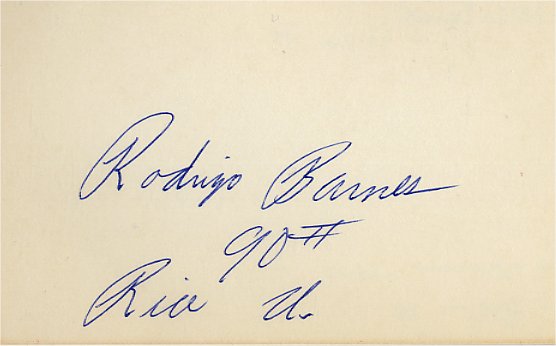 Rodrigo Barnes
90 #
Rice U.